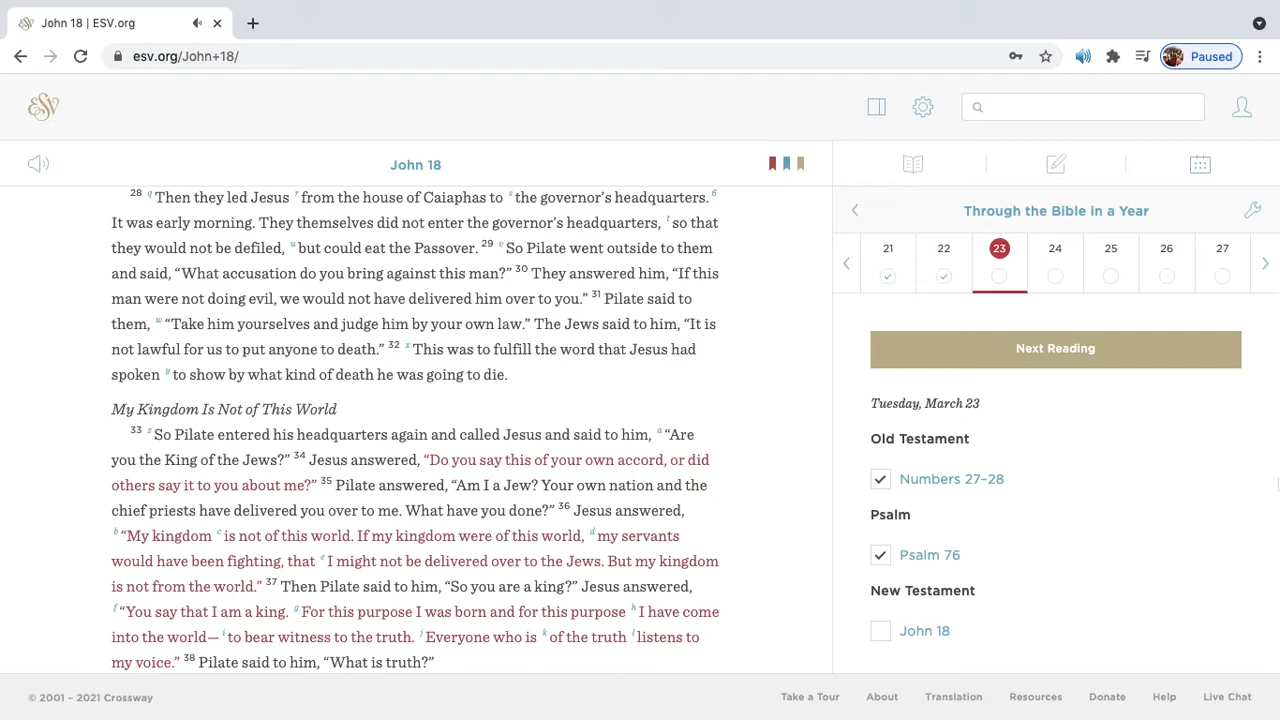 John 18 | ESV.org
esv.org/John+18/
Paused
ESV
John 18
28 q Then they led Jesus r from the house of Caiaphas to s the governor’s headquarters. 6
It was early morning. They themselves did not enter the governor’s headquarters, t so that
they would not be defiled, u but could eat the Passover. 29 v So Pilate went outside to them
and said, “What accusation do you bring against this man?” 30 They answered him, “If this
man were not doing evil, we would not have delivered him over to you.” 31 Pilate said to
them, w “Take him yourselves and judge him by your own law.” The Jews said to him, “It is
not lawful for us to put anyone to death.” 32 x This was to fulfill the word that Jesus had
spoken y to show by what kind of death he was going to die.
My Kingdom Is Not of This World
33 z So Pilate entered his headquarters again and called Jesus and said to him, a “Are
you the King of the Jews?” 34 Jesus answered, “Do you say this of your own accord, or did
others say it to you about me?” 35 Pilate answered, “Am I a Jew? Your own nation and the
chief priests have delivered you over to me. What have you done?” 36 Jesus answered,
b “My kingdom c is not of this world. If my kingdom were of this world, d my servants
would have been fighting, that e I might not be delivered over to the Jews. But my kingdom
is not from the world.” 37 Then Pilate said to him, “So you are a king?” Jesus answered,
f “You say that I am a king. g For this purpose I was born and for this purpose h I have come
into the world— i to bear witness to the truth. j Everyone who is k of the truth l listens to
my voice.” 38 Pilate said to him, “What is truth?”
Through the Bible in a Year
21 22 23 24 25 26 27
Next Reading
Tuesday, March 23
Old Testament
Numbers 27–28
Psalm
Psalm 76
New Testament
John 18
© 2001 – 2021 Crossway
Take a Tour About Translation Resources Donate Help Live Chat